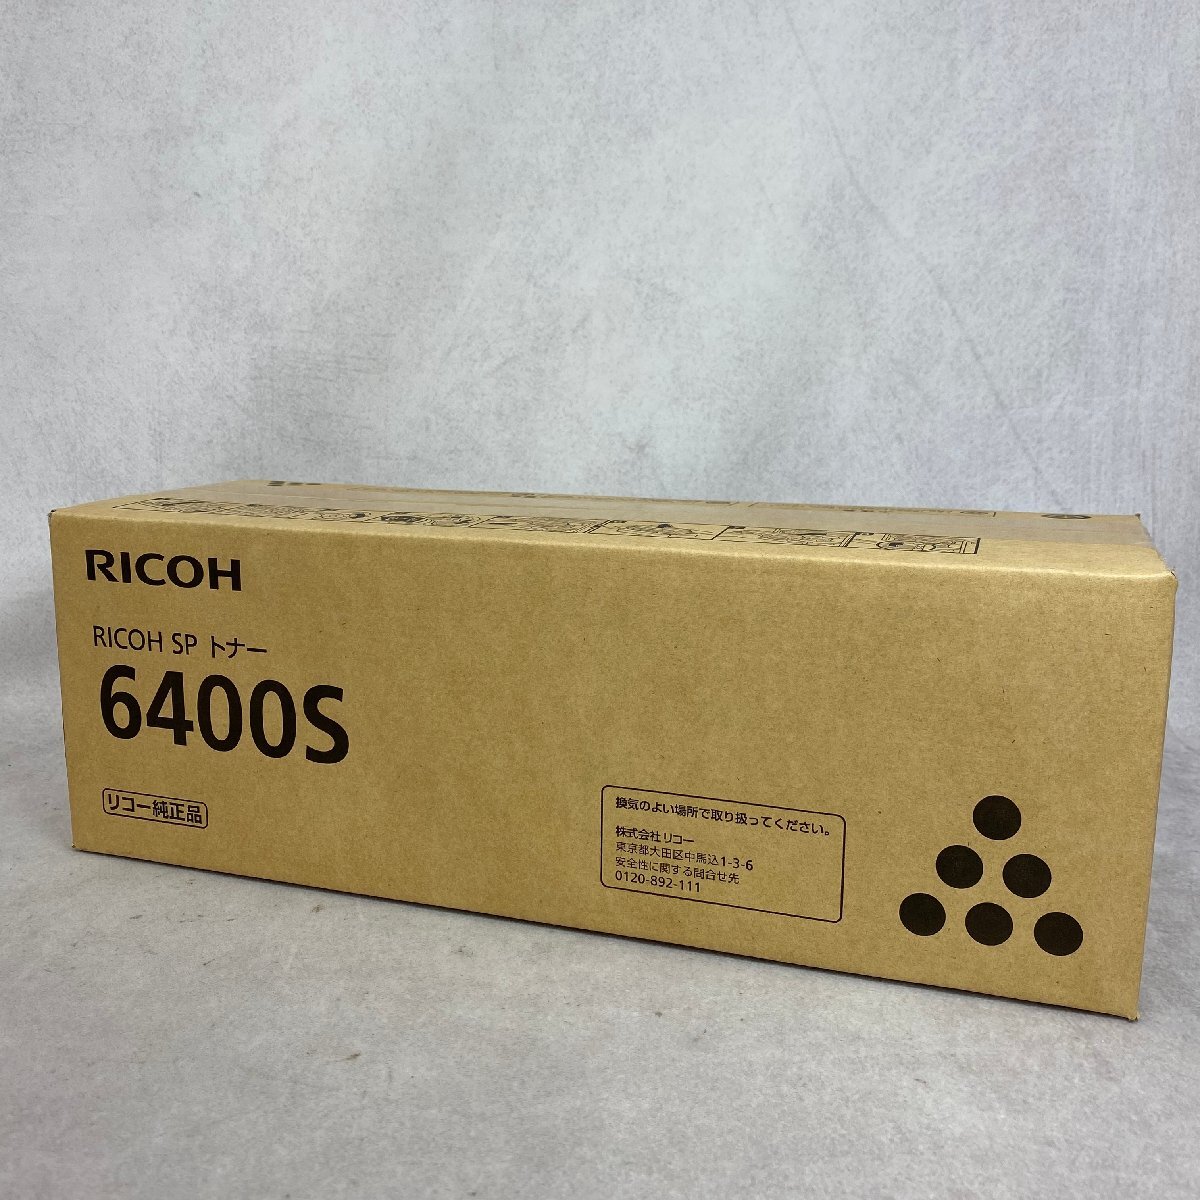 RICOH
RICOH SP トナー
6400S
リコー純正品
換気のよい場所で取り扱ってください。
株式会社 リコー
東京都大田区中馬込1-3-6
安全性に関する問合せ先
0120-892-111